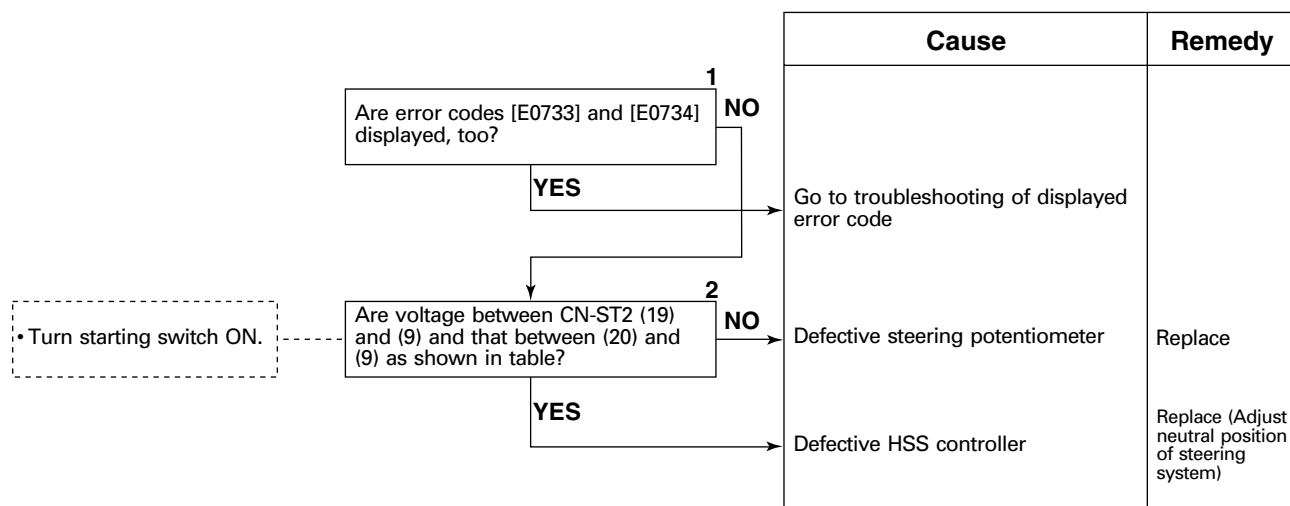 Cause
Remedy
1
Are error codes [E0733] and [E0734]
displayed, too?
NO
YES
Go to troubleshooting of displayed
error code
• Turn starting switch ON.
2
Are voltage between CN-ST2 (19)
and (9) and that between (20) and
(9) as shown in table?
NO
Defective steering potentiometer
Replace
YES
Defective HSS controller
Replace (Adjust
neutral position
of steering
system)